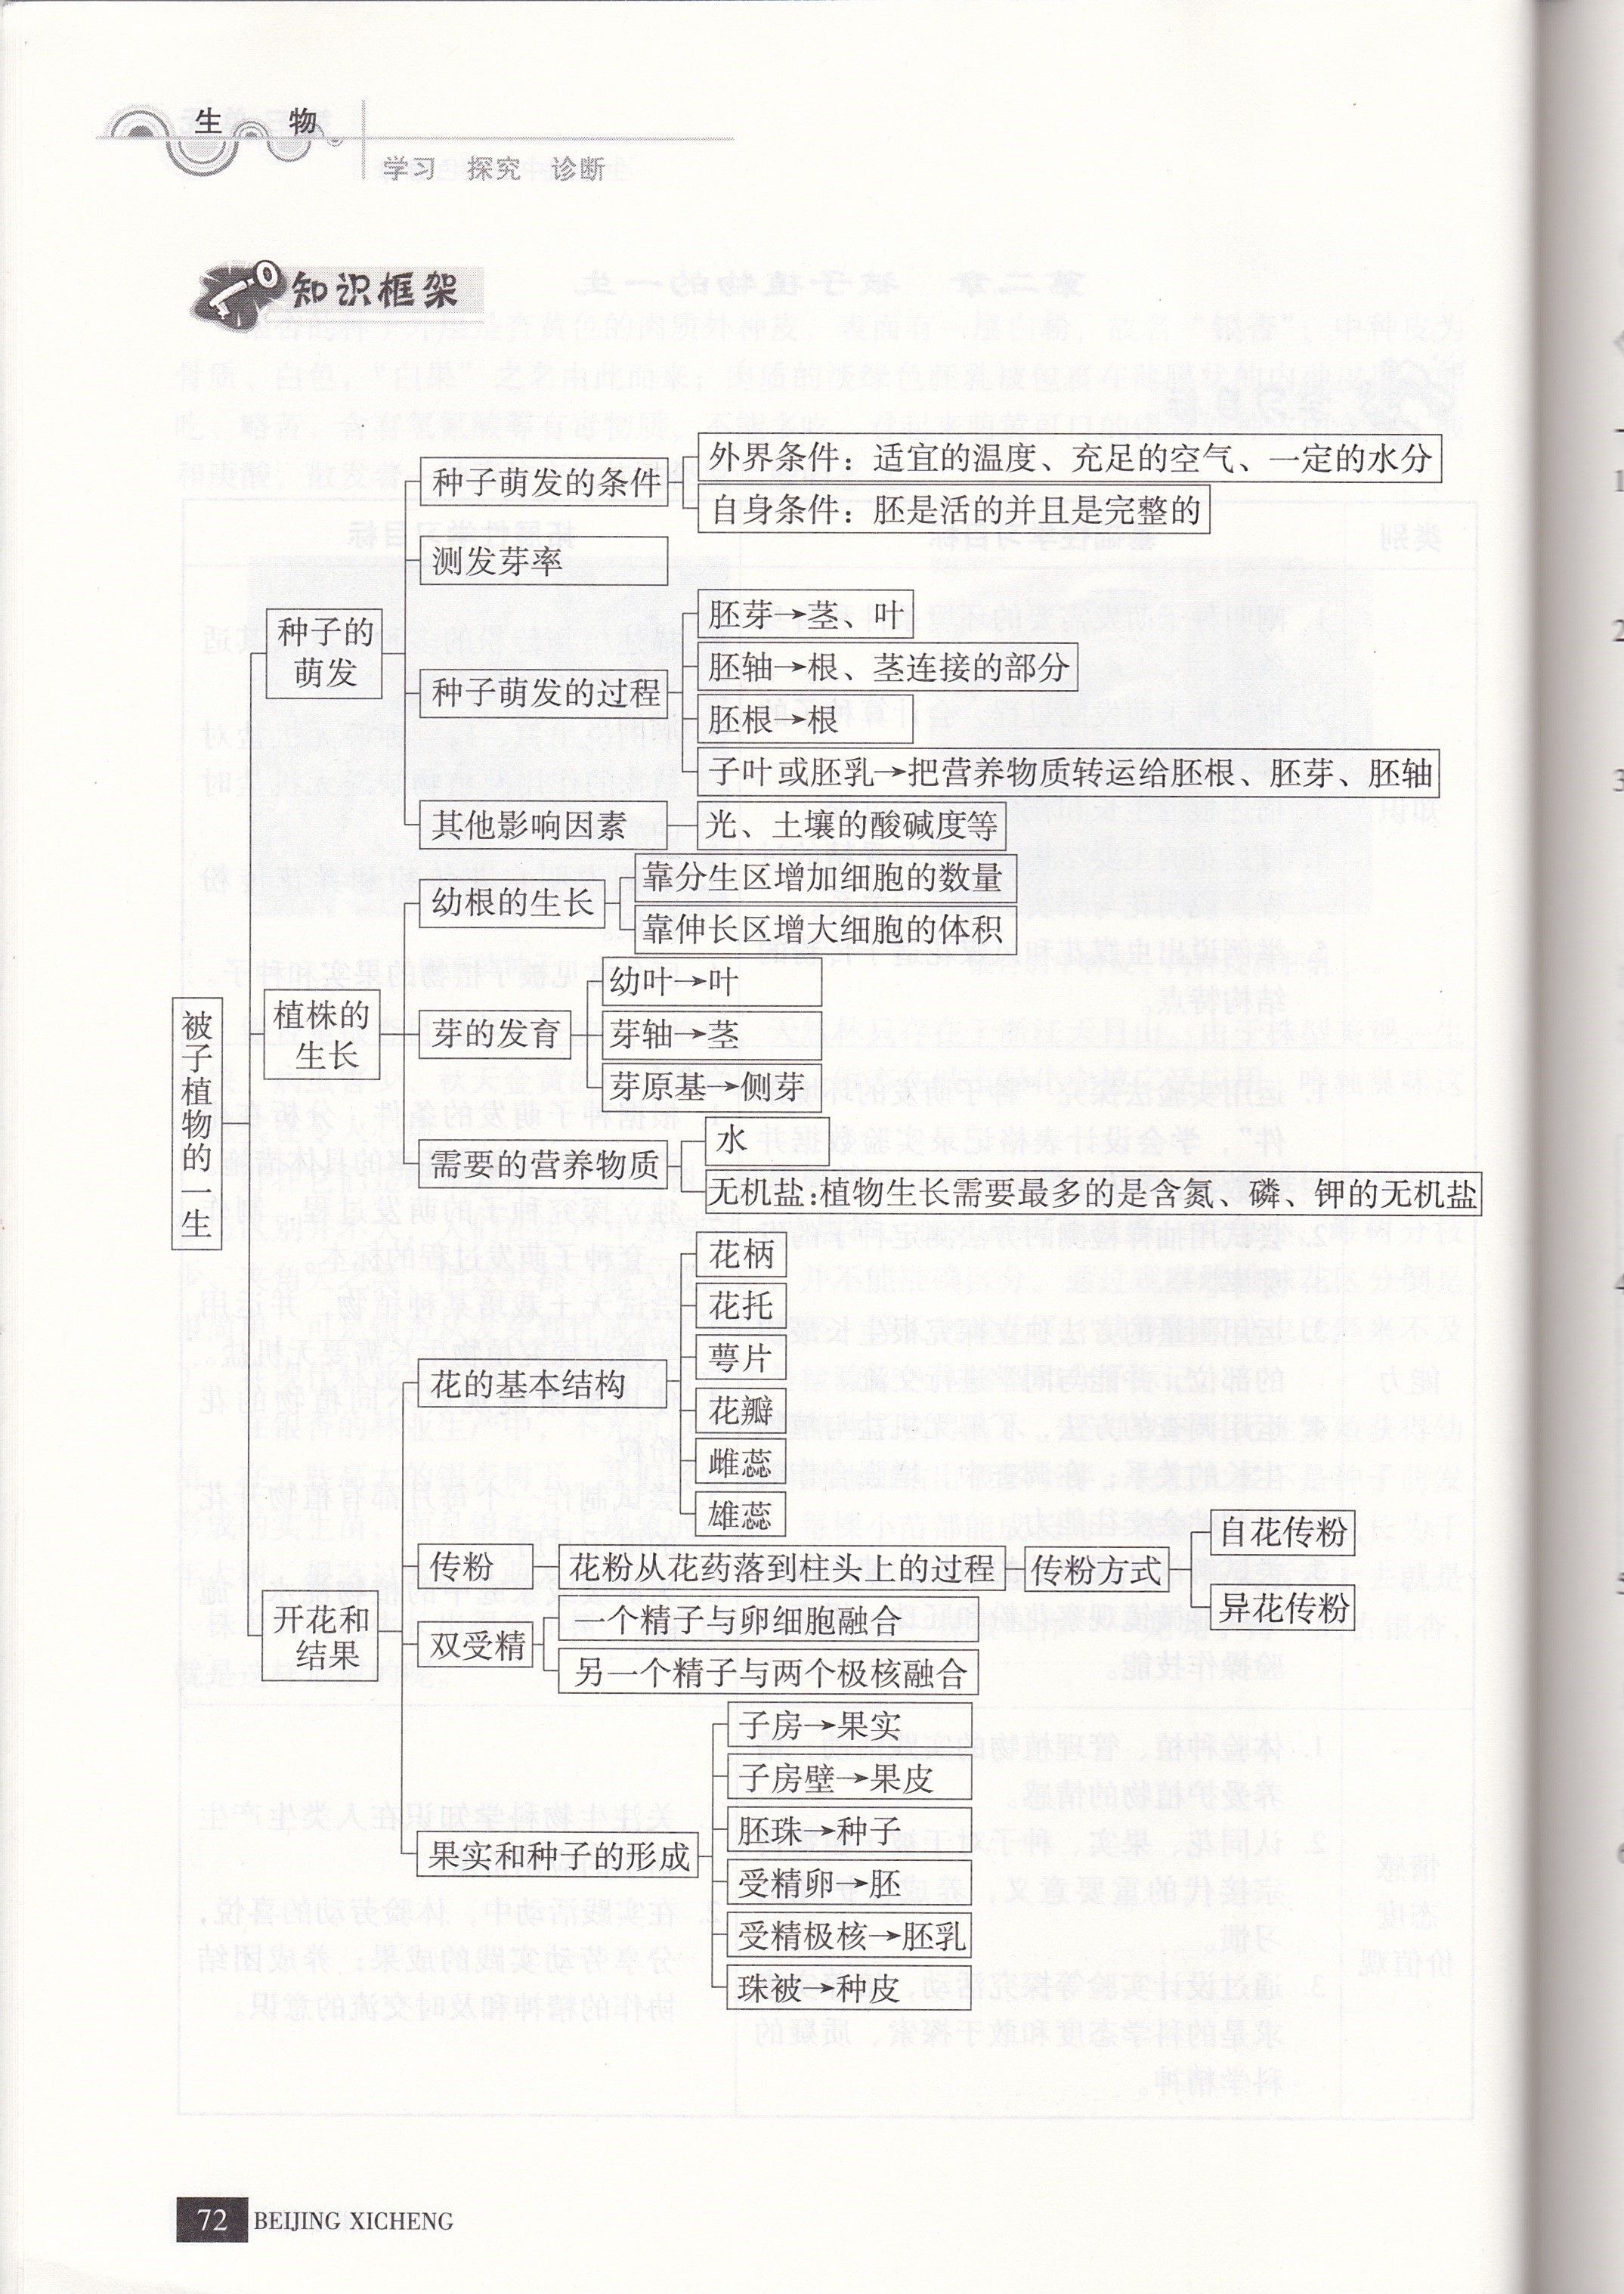 生 物
学习 探究 诊断
知识框架
被子植物的一生
种子的
萌发
种子萌发的条件
外界条件：适宜的温度、充足的空气、一定的水分
自身条件：胚是活的并且是完整的
测发芽率
种子萌发的过程
胚芽→茎、叶
胚轴→根、茎连接的部分
胚根→根
子叶或胚乳→把营养物质转运给胚根、胚芽、胚轴
其他影响因素
光、土壤的酸碱度等
植株的
生长
幼根的生长
靠分生区增加细胞的数量
靠伸长区增大细胞的体积
芽的发育
幼叶→叶
芽轴→茎
芽原基→侧芽
需要的营养物质
水
无机盐:植物生长需要最多的是含氮、磷、钾的无机盐
开花和
结果
花的基本结构
花柄
花托
萼片
花瓣
雌蕊
雄蕊
传粉
花粉从花药落到柱头上的过程
传粉方式
自花传粉
异花传粉
双受精
一个精子与卵细胞融合
另一个精子与两个极核融合
果实和种子的形成
子房→果实
子房壁→果皮
胚珠→种子
受精卵→胚
受精极核→胚乳
珠被→种皮
72 BEIJING XICHENG